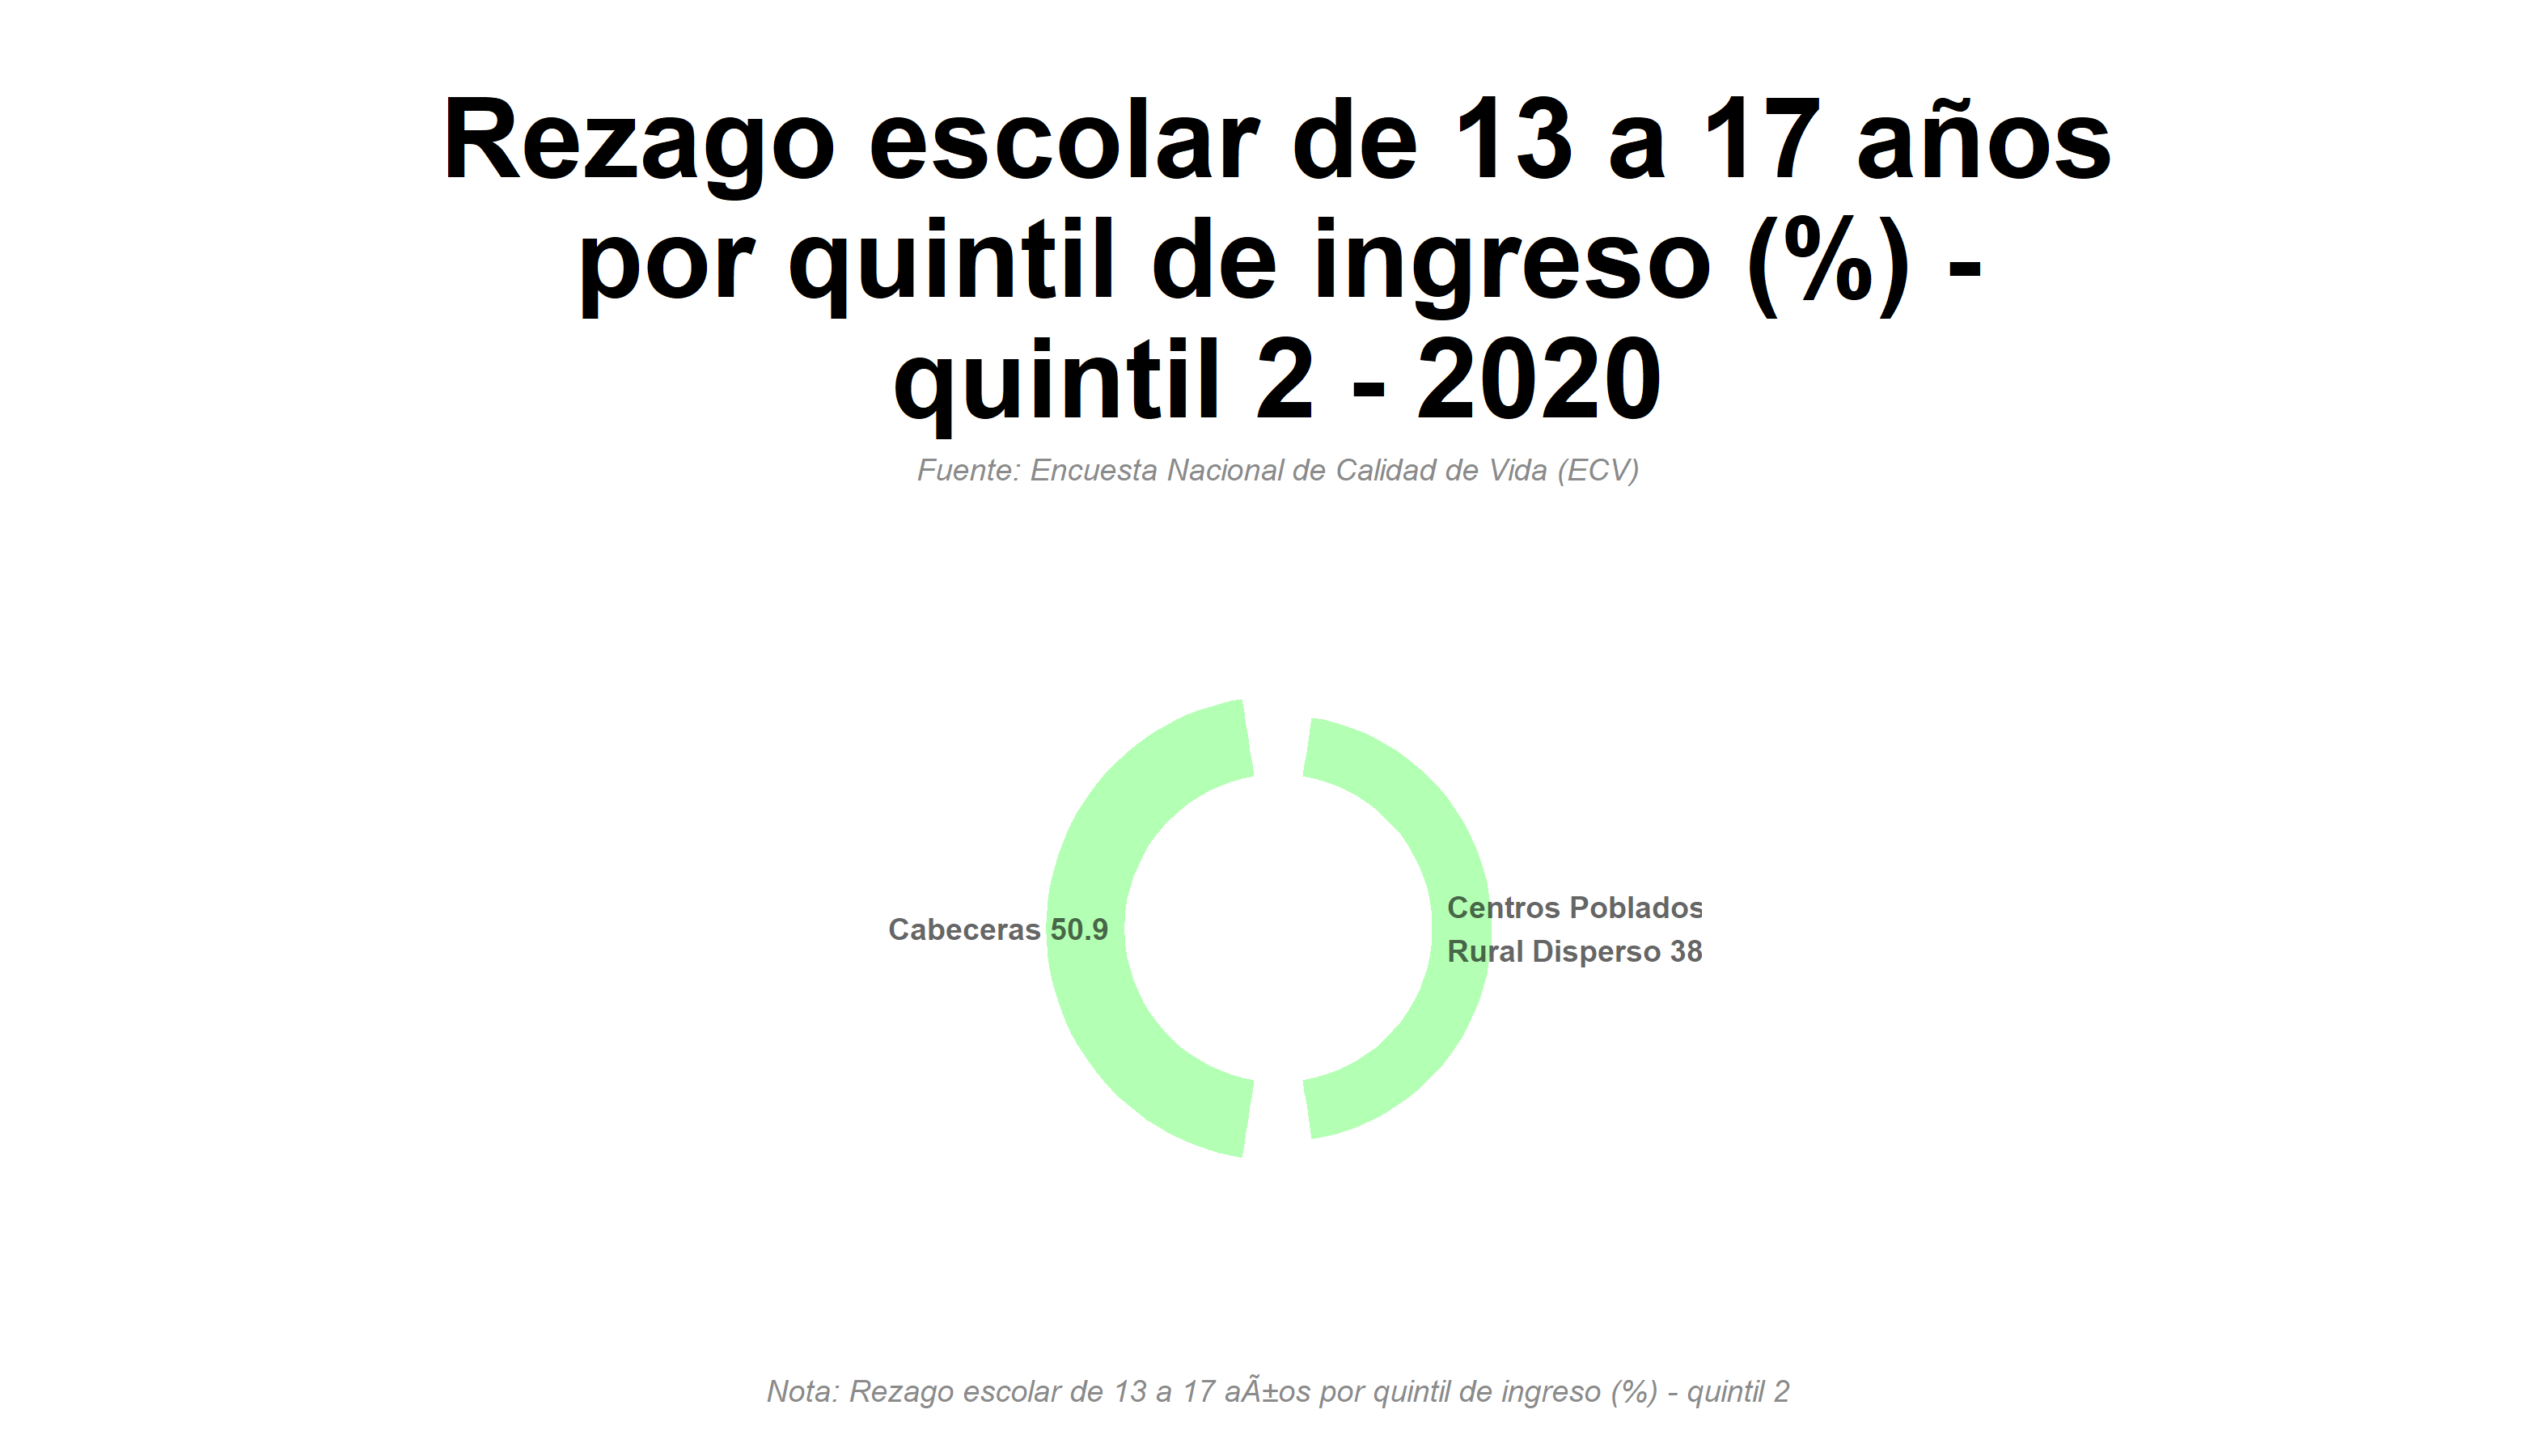 Rezago escolar de 13 a 17 años
por quintil de ingreso (%) -
quintil 2 - 2020
Fuente: Encuesta Nacional de Calidad de Vida (ECV)
Cabeceras 50.9
Centros Poblados
Rural Disperso 38
Nota: Rezago escolar de 13 a 17 aÃ±os por quintil de ingreso (%) - quintil 2